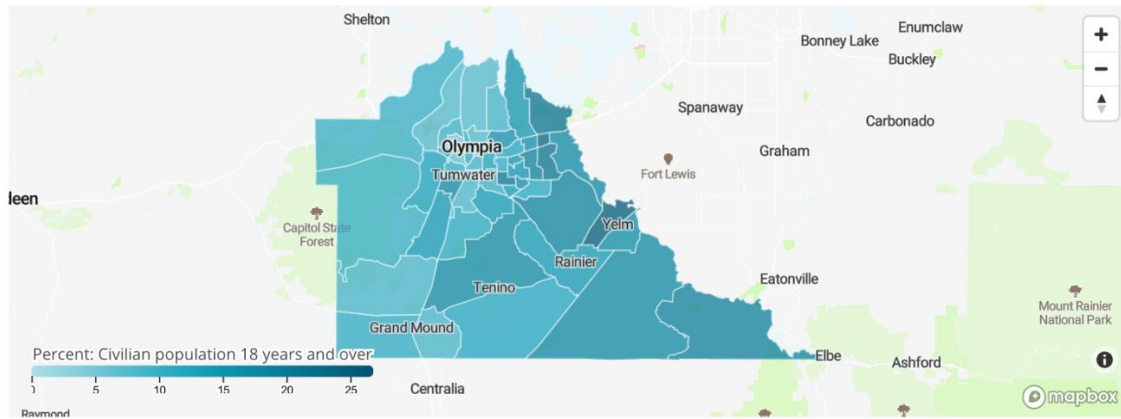 Shelton
Enumclaw
Bonney Lake
Buckley
+
−
Spanaway
Carbonado
Olympia
Graham
Tumwater
Fort Lewis
deen
Capitol State
Forest
Yelm
Rainier
Tenino
Eatonville
Mount Rainier
National Park
Grand Mound
Percent: Civilian population 18 years and over
Elbe
Ashford
5 10 15 20 25
Centralia
mapbox
Raymond